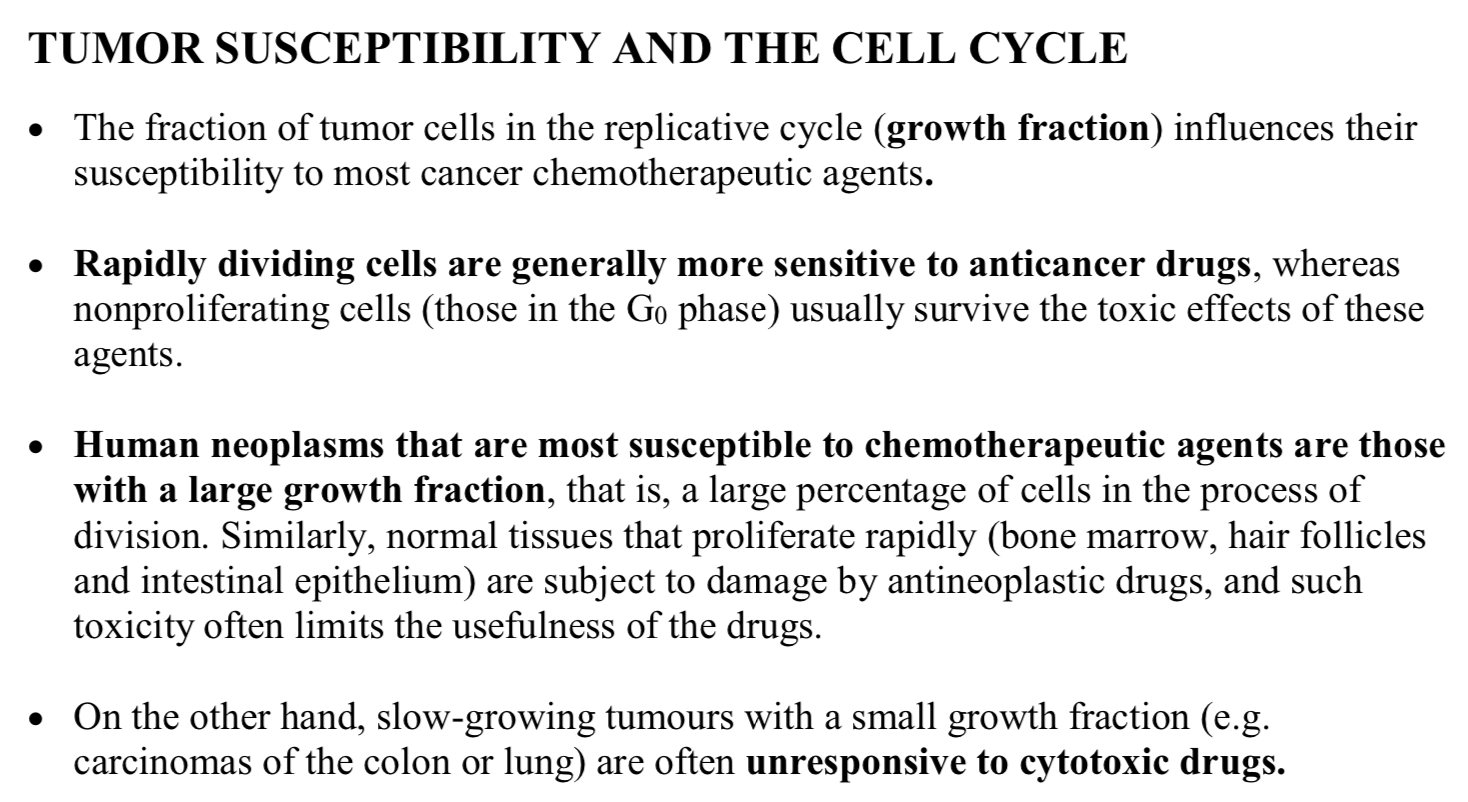 TUMOR SUSCEPTIBILITY AND THE CELL CYCLE
• The fraction of tumor cells in the replicative cycle (growth fraction) influences their
susceptibility to most cancer chemotherapeutic agents.
• Rapidly dividing cells are generally more sensitive to anticancer drugs, whereas
nonproliferating cells (those in the G₀ phase) usually survive the toxic effects of these
agents.
• Human neoplasms that are most susceptible to chemotherapeutic agents are those
with a large growth fraction, that is, a large percentage of cells in the process of
division. Similarly, normal tissues that proliferate rapidly (bone marrow, hair follicles
and intestinal epithelium) are subject to damage by antineoplastic drugs, and such
toxicity often limits the usefulness of the drugs.
• On the other hand, slow-growing tumours with a small growth fraction (e.g.
carcinomas of the colon or lung) are often unresponsive to cytotoxic drugs.